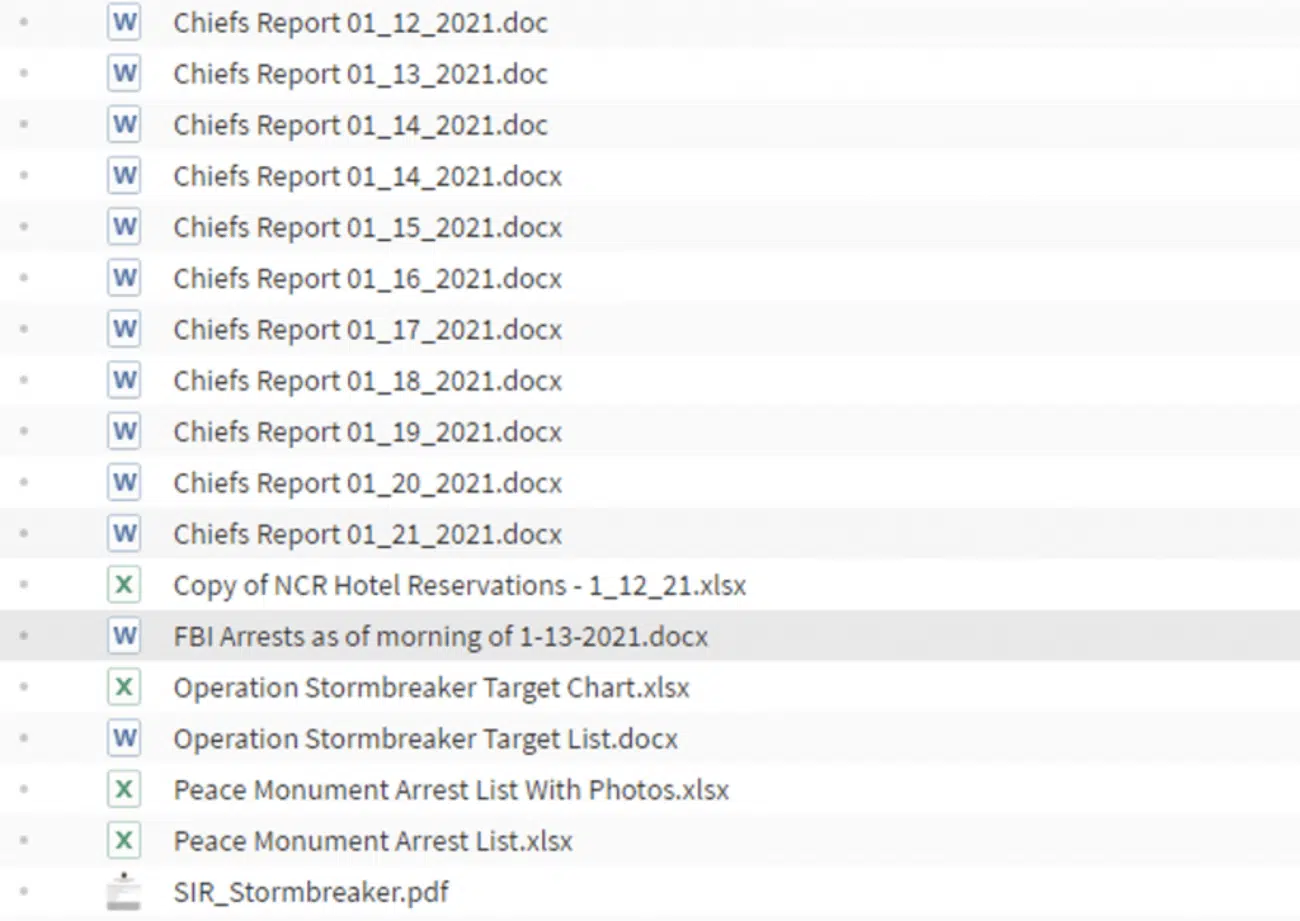 Chiefs Report 01_12_2021.doc
Chiefs Report 01_13_2021.doc
Chiefs Report 01_14_2021.doc
Chiefs Report 01_14_2021.docx
Chiefs Report 01_15_2021.docx
Chiefs Report 01_16_2021.docx
Chiefs Report 01_17_2021.docx
Chiefs Report 01_18_2021.docx
Chiefs Report 01_19_2021.docx
Chiefs Report 01_20_2021.docx
Chiefs Report 01_21_2021.docx
Copy of NCR Hotel Reservations - 1_12_21.xlsx
FBI Arrests as of morning of 1-13-2021.docx
Operation Stormbreaker Target Chart.xlsx
Operation Stormbreaker Target List.docx
Peace Monument Arrest List With Photos.xlsx
Peace Monument Arrest List.xlsx
SIR_Stormbreaker.pdf